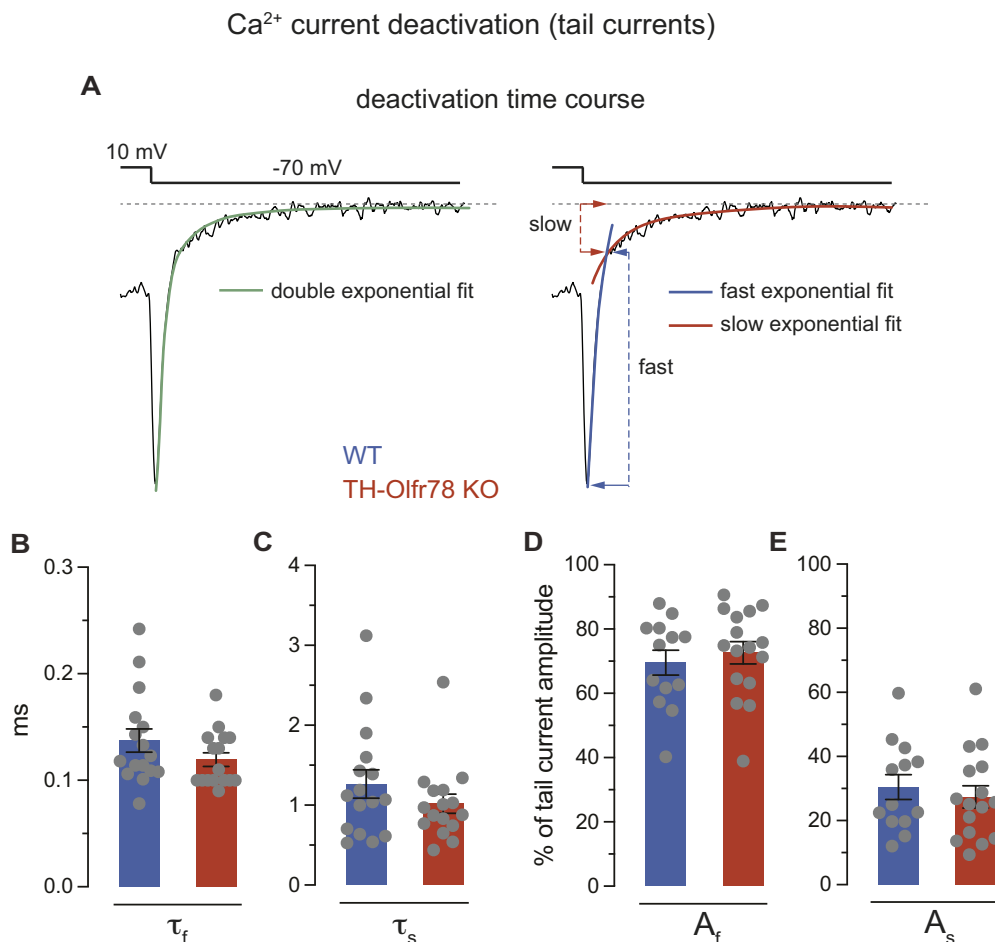 Ca²⁺ current deactivation (tail currents)
A
deactivation time course
10 mV
-70 mV
slow
double exponential fit
fast exponential fit
slow exponential fit
fast
WT
TH-Olfr78 KO
B
C
D
E
0.3
0.2
0.1
0.0
ms
τf
4
3
2
1
0
τs
100
80
60
40
20
0
% of tail current amplitude
Af
100
80
60
40
20
0
As